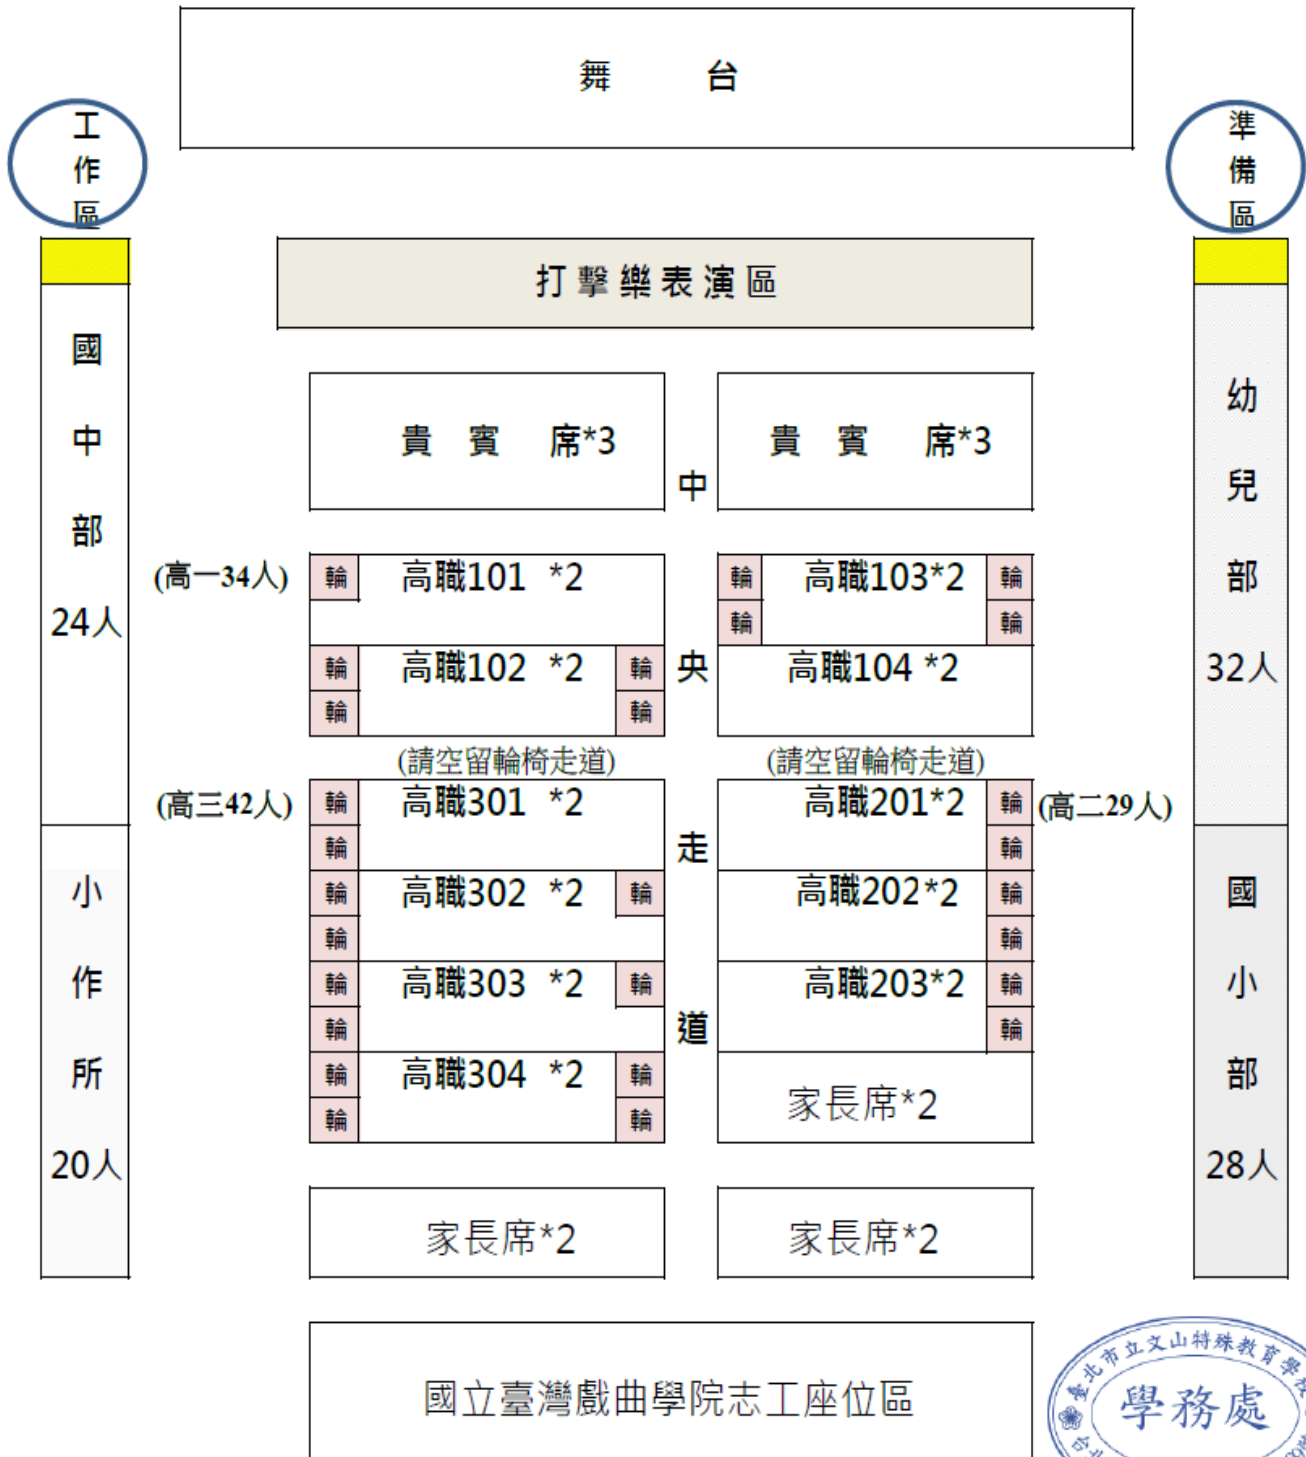 舞 台
工作區
準備區
打擊樂表演區
國中部
24人
幼兒部
32人
貴 賓 席*3
貴 賓 席*3
中央走道
(高一34人)
輪 高職101 *2
輪 高職103*2 輪
輪 輪
輪 高職102 *2 輪
輪 輪
高職104 *2
(請空留輪椅走道)
(請空留輪椅走道)
(高三42人)
輪 高職301 *2
輪
高職201*2 輪
輪
(高二29人)
輪 高職302 *2 輪
輪
高職202*2 輪
輪
輪 高職303 *2 輪
輪
高職203*2 輪
輪
輪 高職304 *2 輪
輪 輪
家長席*2
小作所
20人
國小部
28人
家長席*2
家長席*2
國立臺灣戲曲學院志工座位區
臺北市立文山特殊教育學校
學務處